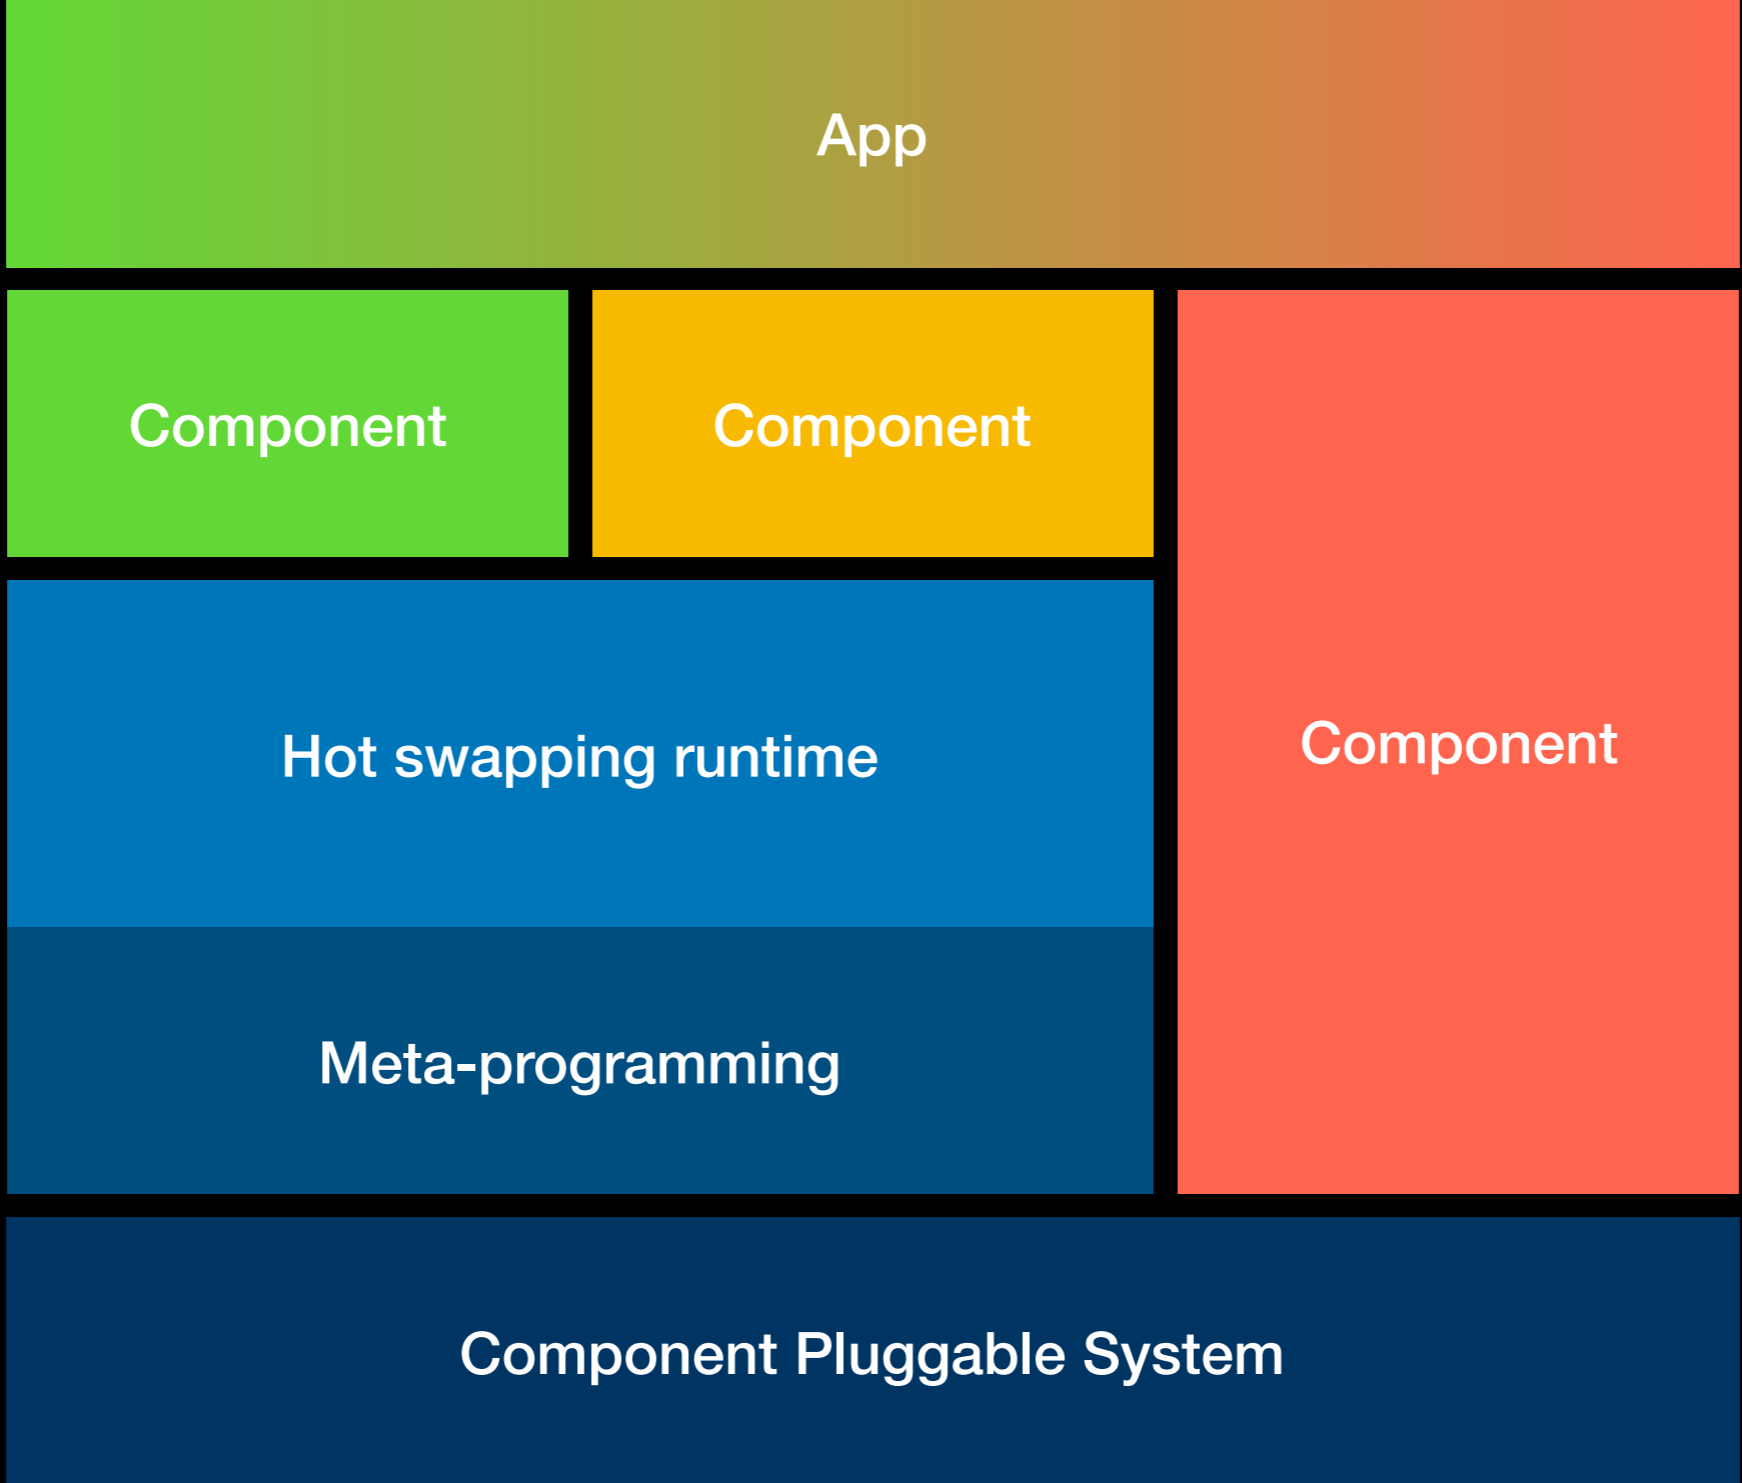 App
Component
Component
Component
Hot swapping runtime
Meta-programming
Component Pluggable System